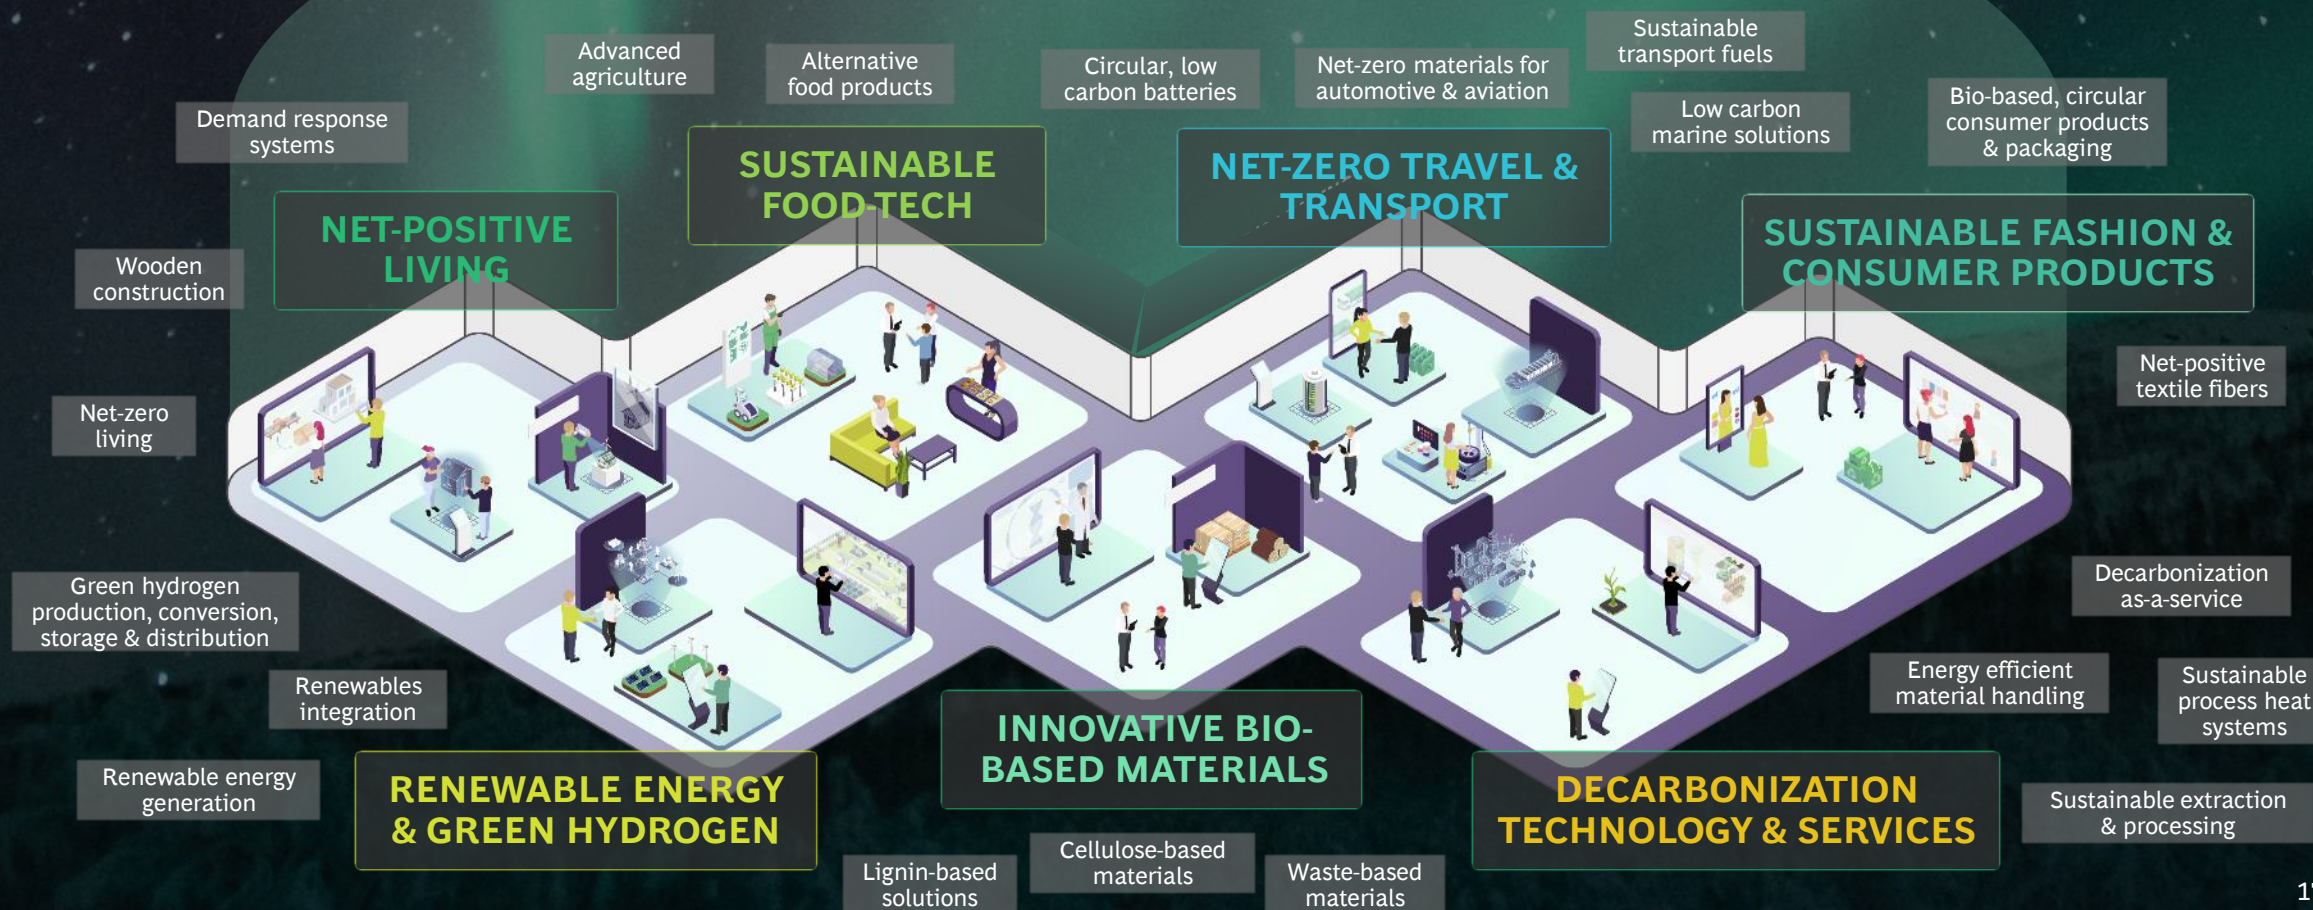 Sustainable
transport fuels
Advanced
agriculture
Alternative
food products
Circular, low
carbon batteries
Net-zero materials for
automotive & aviation
Low carbon
marine solutions
Bio-based, circular
consumer products
& packaging
Demand response
systems
SUSTAINABLE
FOOD-TECH
NET-ZERO TRAVEL &
TRANSPORT
NET-POSITIVE
LIVING
SUSTAINABLE FASHION &
CONSUMER PRODUCTS
Wooden
construction
Net-positive
textile fibers
Net-zero
living
Decarbonization
as-a-service
Green hydrogen
production, conversion,
storage & distribution
Energy efficient
material handling
Sustainable
process heat
systems
Renewables
integration
INNOVATIVE BIO-
BASED MATERIALS
Renewable energy
generation
RENEWABLE ENERGY
& GREEN HYDROGEN
DECARBONIZATION
TECHNOLOGY & SERVICES
Sustainable extraction
& processing
Lignin-based
solutions
Cellulose-based
materials
Waste-based
materials